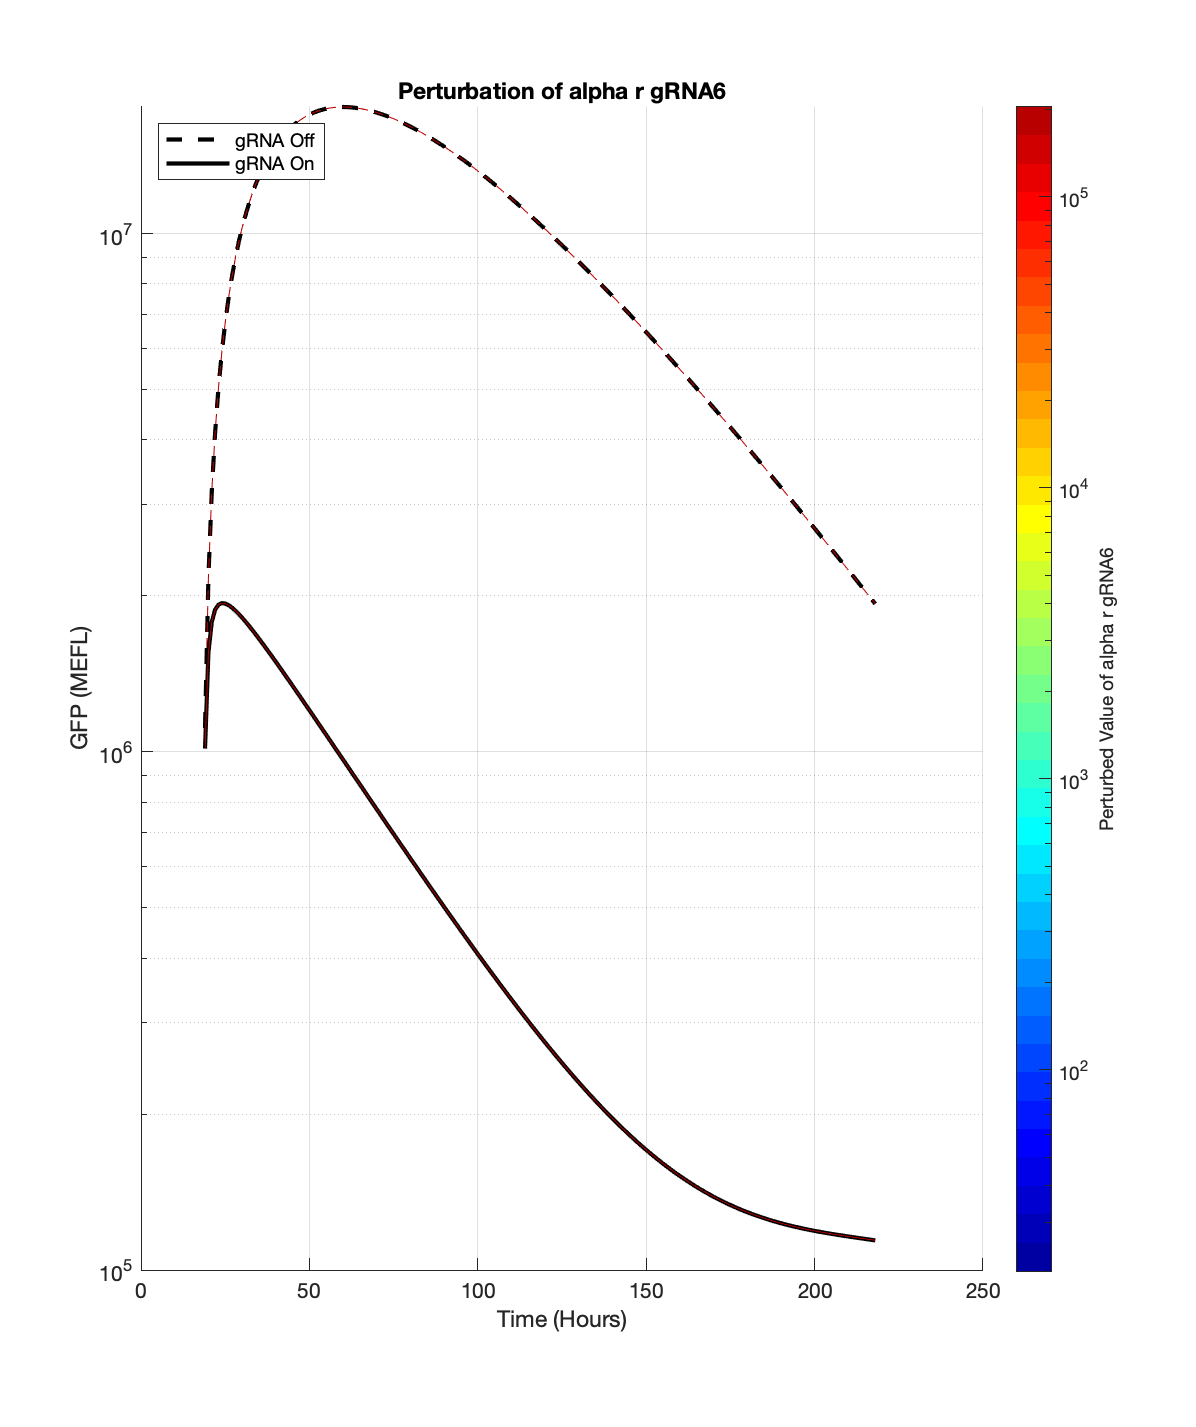 Perturbation of alpha r gRNA6
gRNA Off
gRNA On
10^7
10^6
10^5
GFP (MEFL)
0 50 100 150 200 250
Time (Hours)
10^5
10^4
10^3
10^2
Perturbed Value of alpha r gRNA6